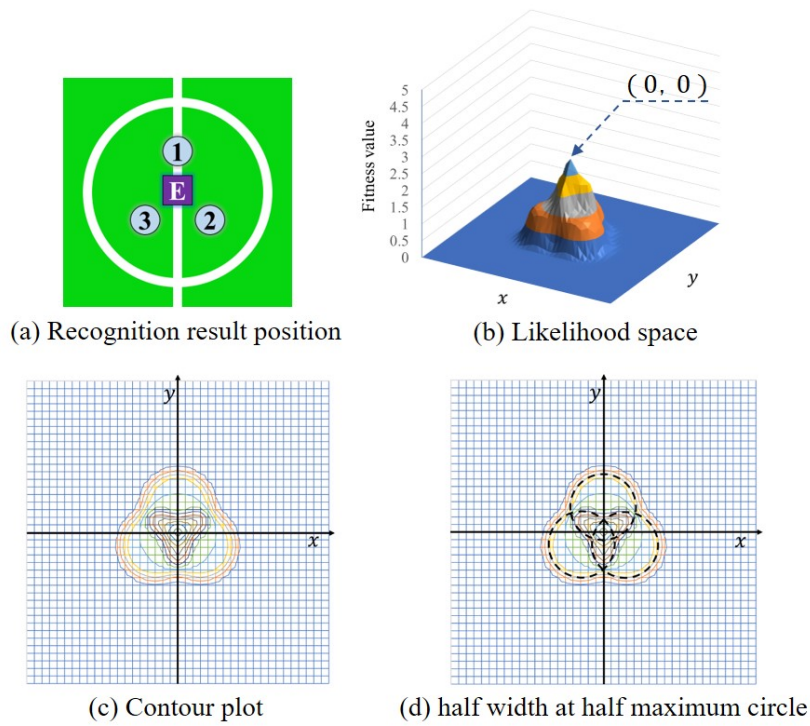 1
E
3 2
(a) Recognition result position
( 0, 0 )
Fitness value
5
4.5
4
3.5
3
2.5
2
1.5
1
0.5
0
x
y
(b) Likelihood space
y
x
(c) Contour plot
y
x
(d) half width at half maximum circle